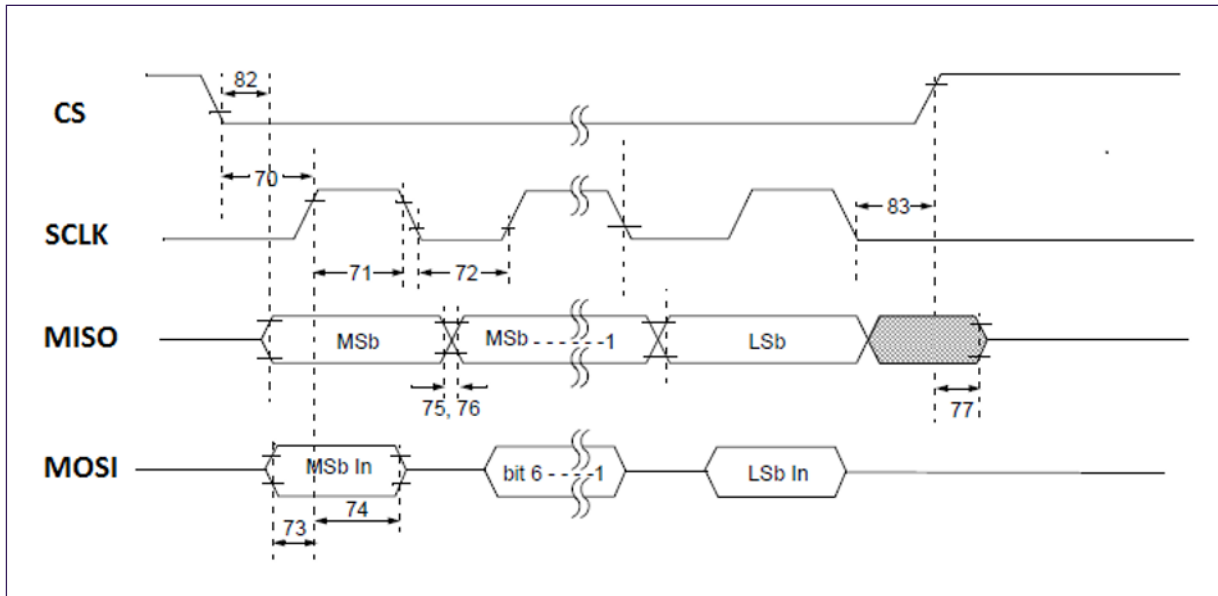 82
CS
70
83
SCLK
71
72
MISO
MSb
MSb - - - - - -1
LSb
75, 76
77
MOSI
MSb In
bit 6 - - - - -1
LSb In
74
73